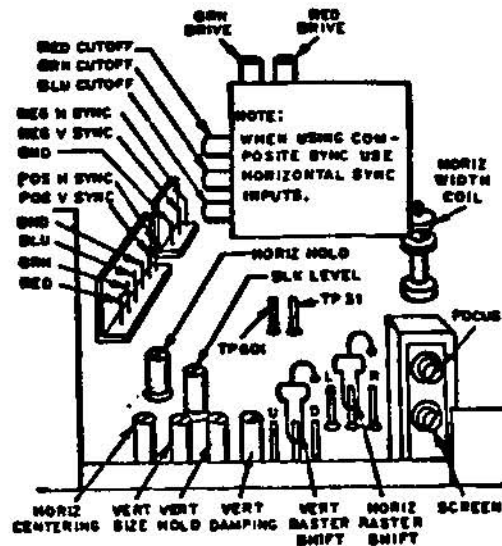 GRN DRIVE
RED DRIVE
RED CUTOFF
GRN CUTOFF
BLU CUTOFF
NEG H SYNC
NEG V SYNC
GND
POS H SYNC
POS V SYNC
GND
BLU
GRN
RED
NOTE:
WHEN USING COM-
POSITE SYNC USE
HORIZONTAL SYNC
INPUTS.
HORIZ
WIDTH
COIL
HORIZ HOLD
BLK LEVEL
TP 31
TP601
FOCUS
L
R
U
D
HORIZ
CENTERING
VERT
SIZE
VERT
HOLD
VERT
DAMPING
VERT
RASTER
SHIFT
HORIZ
RASTER
SHIFT
SCREEN